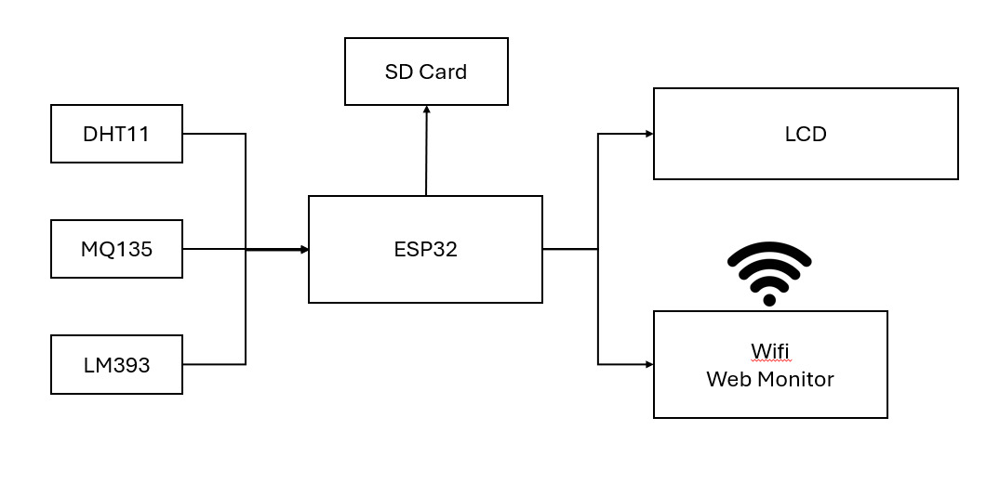 SD Card
DHT11
LCD
MQ135
ESP32
LM393
Wifi
Web Monitor